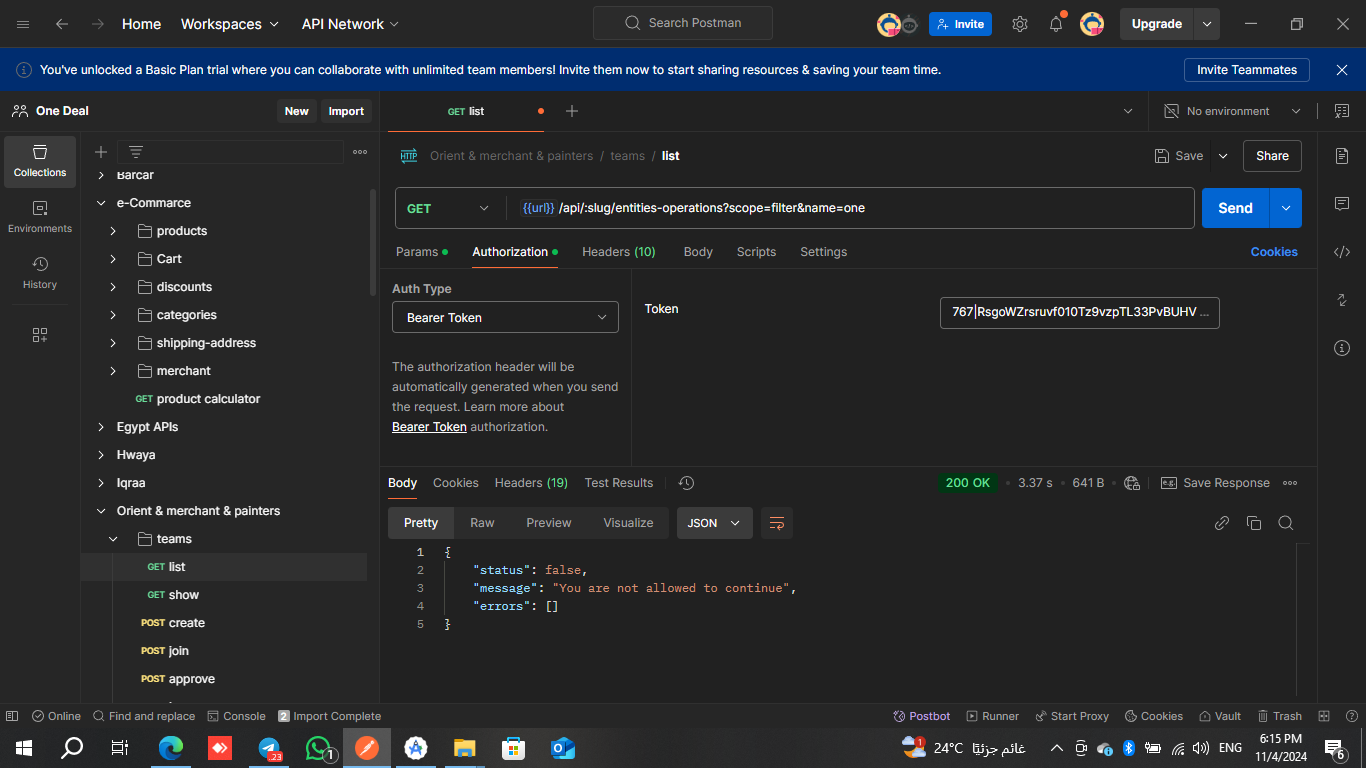 Home
Workspaces
API Network
Search Postman
Invite
Upgrade
You've unlocked a Basic Plan trial where you can collaborate with unlimited team members! Invite them now to start sharing resources & saving your team time.
Invite Teammates
One Deal
New
Import
GET list
No environment
Collections
Environments
History
Barcar
e-Commarce
products
Cart
discounts
categories
shipping-address
merchant
GET product calculator
Egypt APIs
Hwaya
Iqraa
Orient & merchant & painters
teams
GET list
GET show
POST create
POST join
POST approve
HTTP Orient & merchant & painters / teams / list
Save
Share
GET
{{url}} /api/:slug/entities-operations?scope=filter&name=one
Send
Params
Authorization
Headers (10)
Body
Scripts
Settings
Cookies
Auth Type
Bearer Token
The authorization header will be
automatically generated when you send
the request. Learn more about
Bearer Token authorization.
Token
767|RsgoWZrsruvf010Tz9vzpTL33PvBUHV ...
Body
Cookies
Headers (19)
Test Results
200 OK
3.37 s
641 B
e.g.
Save Response
Pretty
Raw
Preview
Visualize
JSON
1 {
2 "status": false,
3 "message": "You are not allowed to continue",
4 "errors": []
5 }
Online
Find and replace
Console
2 Import Complete
Postbot
Runner
Start Proxy
Cookies
Vault
Trash
.23
1
1
24°C غائم جزئيًا
ENG
6:15 PM
11/4/2024
6